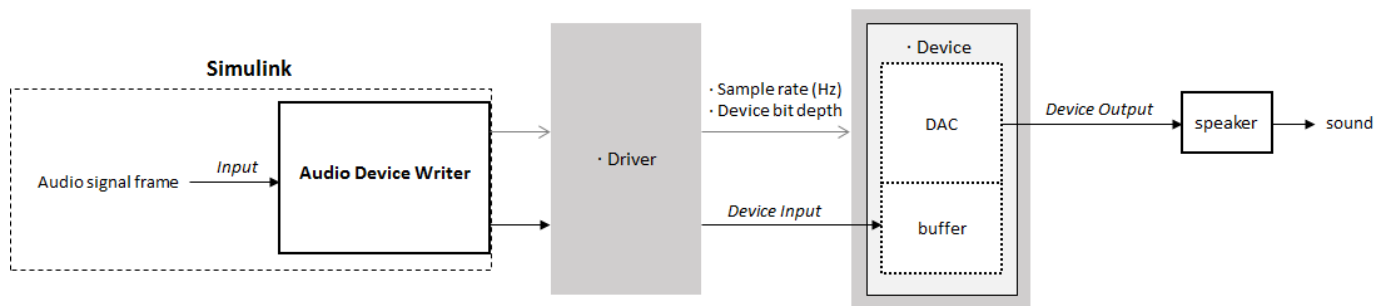 Simulink
Audio signal frame
Input
Audio Device Writer
· Driver
· Sample rate (Hz)
· Device bit depth
Device Input
· Device
DAC
buffer
Device Output
speaker
sound